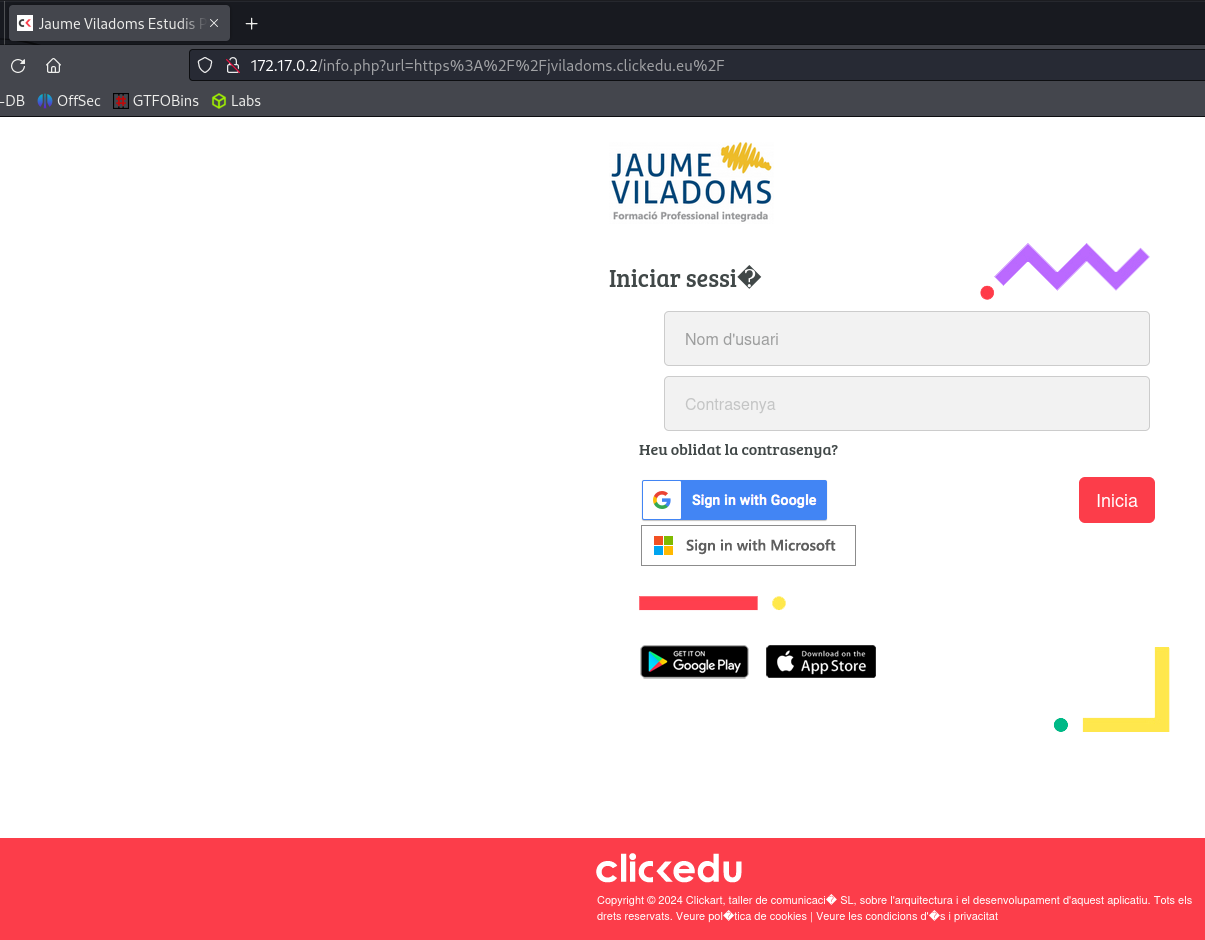 Jaume Viladoms Estudis P
172.17.0.2/info.php?url=https%3A%2F%2Fjviladoms.clickedu.eu%2F
-DB OffSec GTFOBins Labs
JAUME
VILADOMS
Formació Professional integrada
Iniciar sessi�
Nom d'usuari
Contrasenya
Heu oblidat la contrasenya?
Sign in with Google
Inicia
Sign in with Microsoft
GET IT ON
Google Play
Download on the
App Store
clickedu
Copyright © 2024 Clickart, taller de comunicaci� SL, sobre l'arquitectura i el desenvolupament d'aquest aplicatiu. Tots els
drets reservats. Veure pol�tica de cookies | Veure les condicions d'�s i privacitat